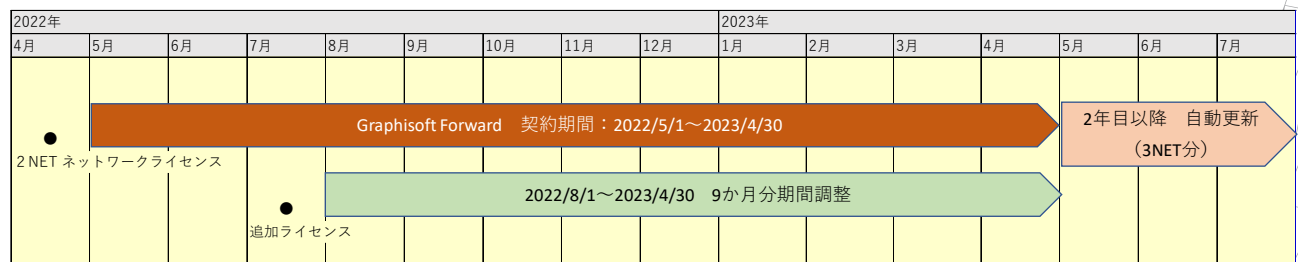 2022年 2023年
4月 5月 6月 7月 8月 9月 10月 11月 12月 1月 2月 3月 4月 5月 6月 7月
Graphisoft Forward　契約期間：2022/5/1～2023/4/30
2年目以降　自動更新
（3NET分）
２NET ネットワークライセンス
2022/8/1～2023/4/30　9か月分期間調整
追加ライセンス